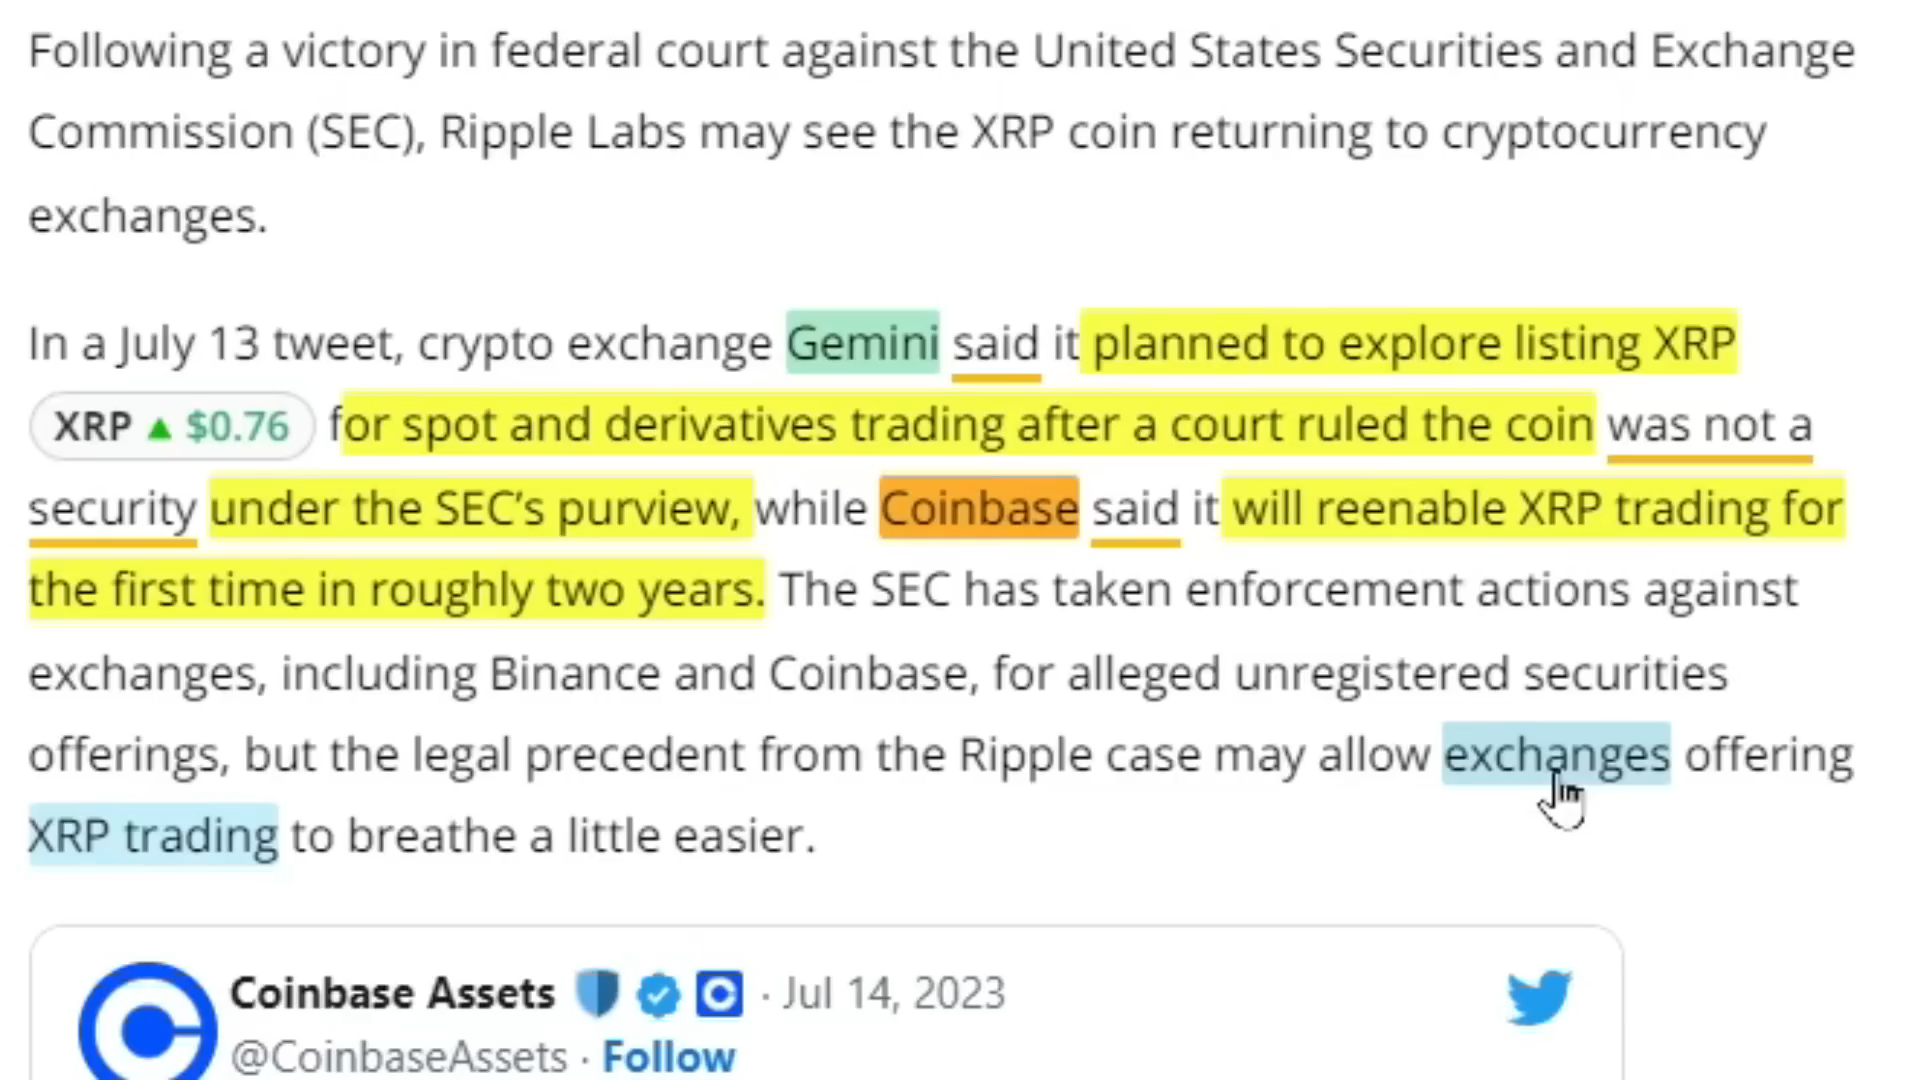 Following a victory in federal court against the United States Securities and Exchange
Commission (SEC), Ripple Labs may see the XRP coin returning to cryptocurrency
exchanges.
In a July 13 tweet, crypto exchange Gemini said it planned to explore listing XRP
XRP ▲ $0.76 for spot and derivatives trading after a court ruled the coin was not a
security under the SEC’s purview, while Coinbase said it will reenable XRP trading for
the first time in roughly two years. The SEC has taken enforcement actions against
exchanges, including Binance and Coinbase, for alleged unregistered securities
offerings, but the legal precedent from the Ripple case may allow exchanges offering
XRP trading to breathe a little easier.
Coinbase Assets · Jul 14, 2023
@CoinbaseAssets · Follow